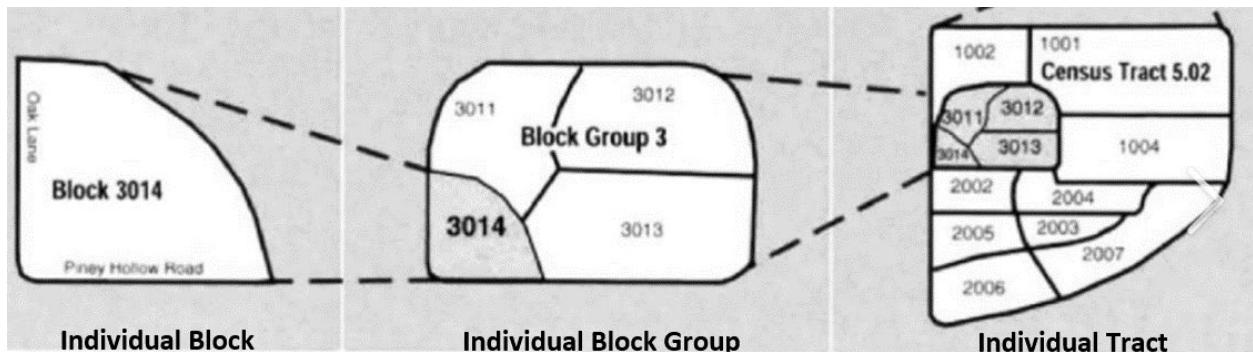 Oak Lane
Block 3014
Piney Hollow Road
Individual Block
3011
3012
Block Group 3
3014
3013
Individual Block Group
1002
1001
Census Tract 5.02
3011
3012
3014
3013
1004
2002
2004
2005
2003
2007
2006
Individual Tract